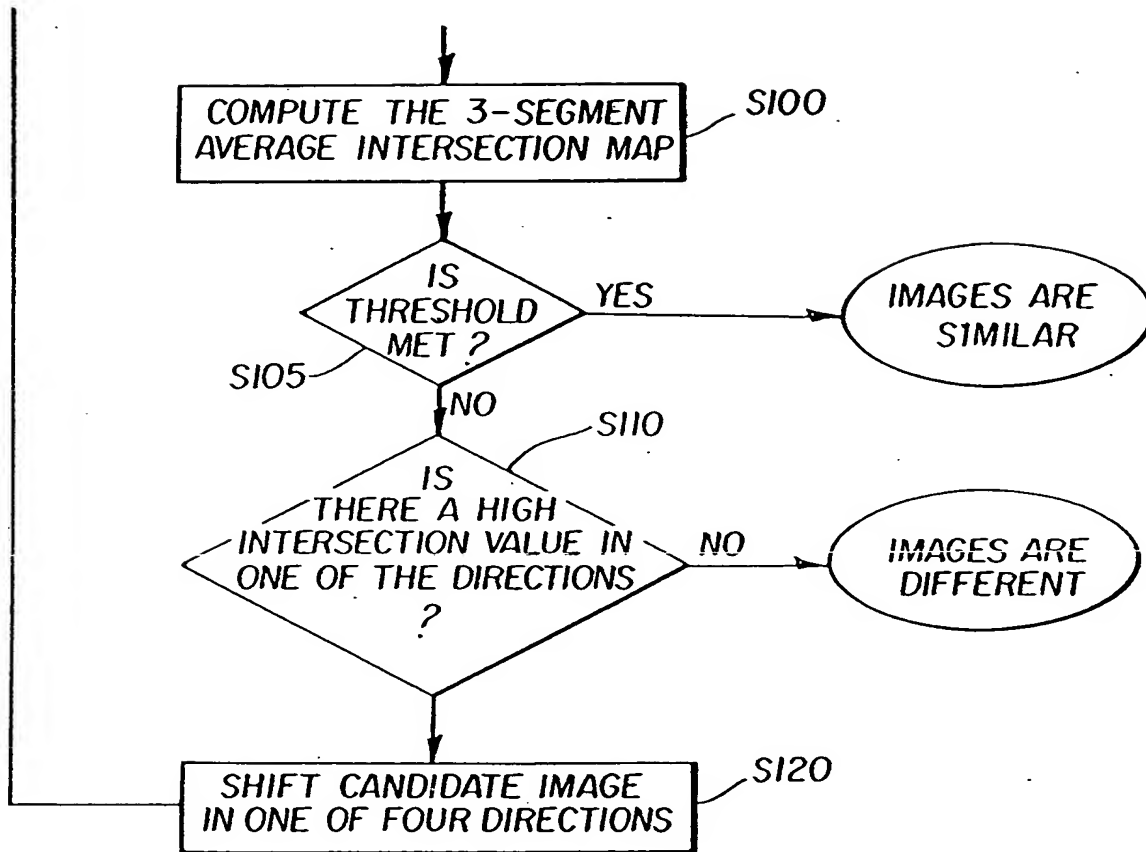 COMPUTE THE 3-SEGMENT
AVERAGE INTERSECTION MAP
S100
IS
THRESHOLD
MET ?
YES
IMAGES ARE
SIMILAR
S105
NO
S110
IS
THERE A HIGH
INTERSECTION VALUE IN
ONE OF THE DIRECTIONS
?
NO
IMAGES ARE
DIFFERENT
SHIFT CANDIDATE IMAGE
IN ONE OF FOUR DIRECTIONS
S120